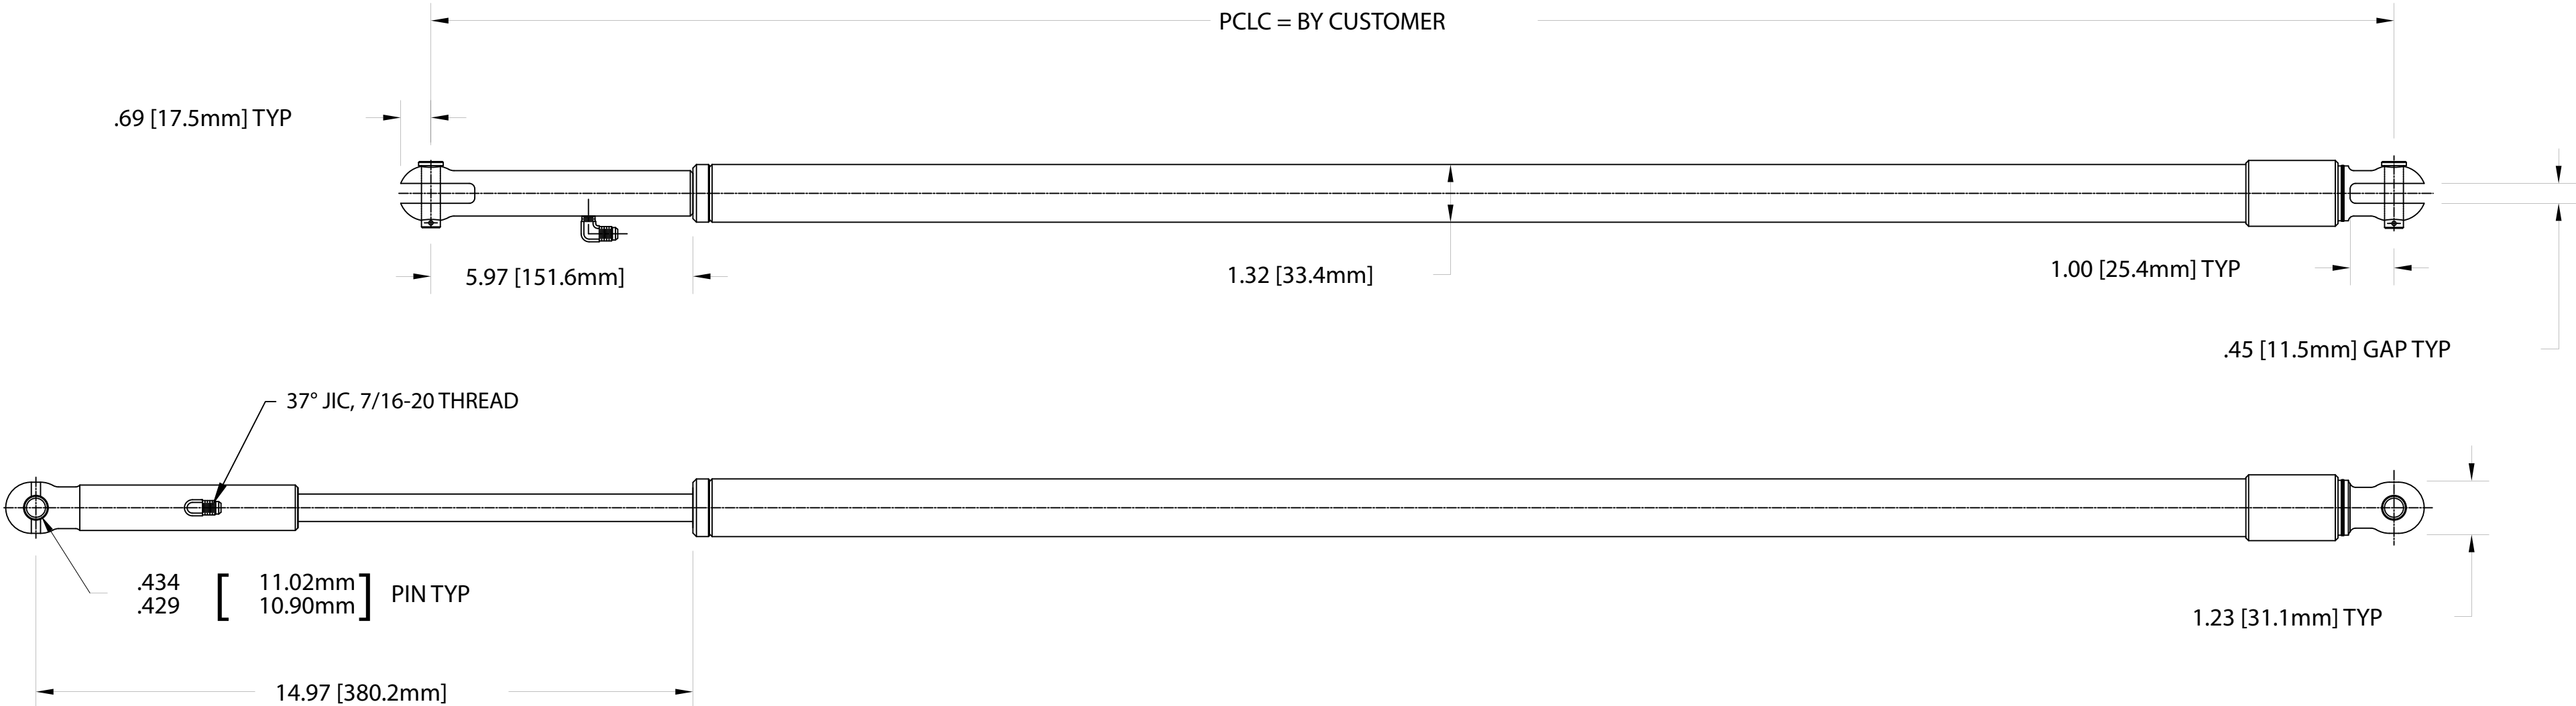 PCLC = BY CUSTOMER
.69 [17.5mm] TYP
5.97 [151.6mm]
1.32 [33.4mm]
1.00 [25.4mm] TYP
.45 [11.5mm] GAP TYP
37° JIC, 7/16-20 THREAD
.434 [ 11.02mm ] PIN TYP
.429 10.90mm
1.23 [31.1mm] TYP
14.97 [380.2mm]